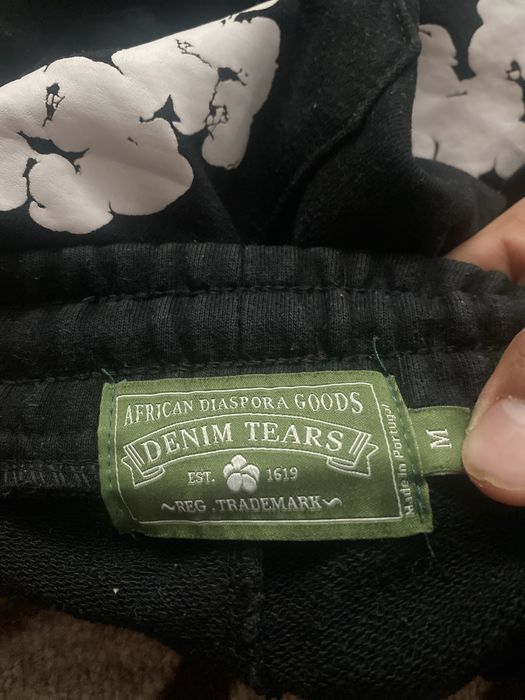 AFRICAN DIASPORA GOODS
DENIM TEARS
EST. 1619
~REG.TRADEMARK~
Made in Portugal
M